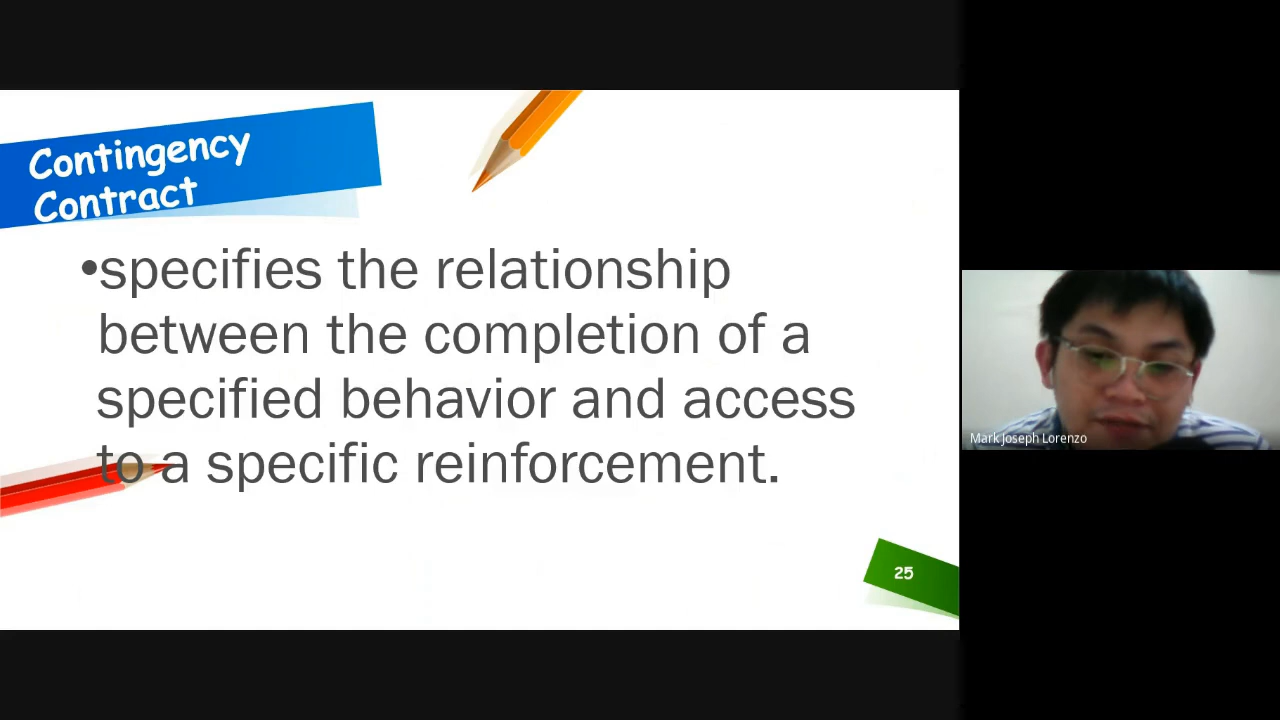 Contingency
Contract
•specifies the relationship
between the completion of a
specified behavior and access
to a specific reinforcement.
25
Mark Joseph Lorenzo